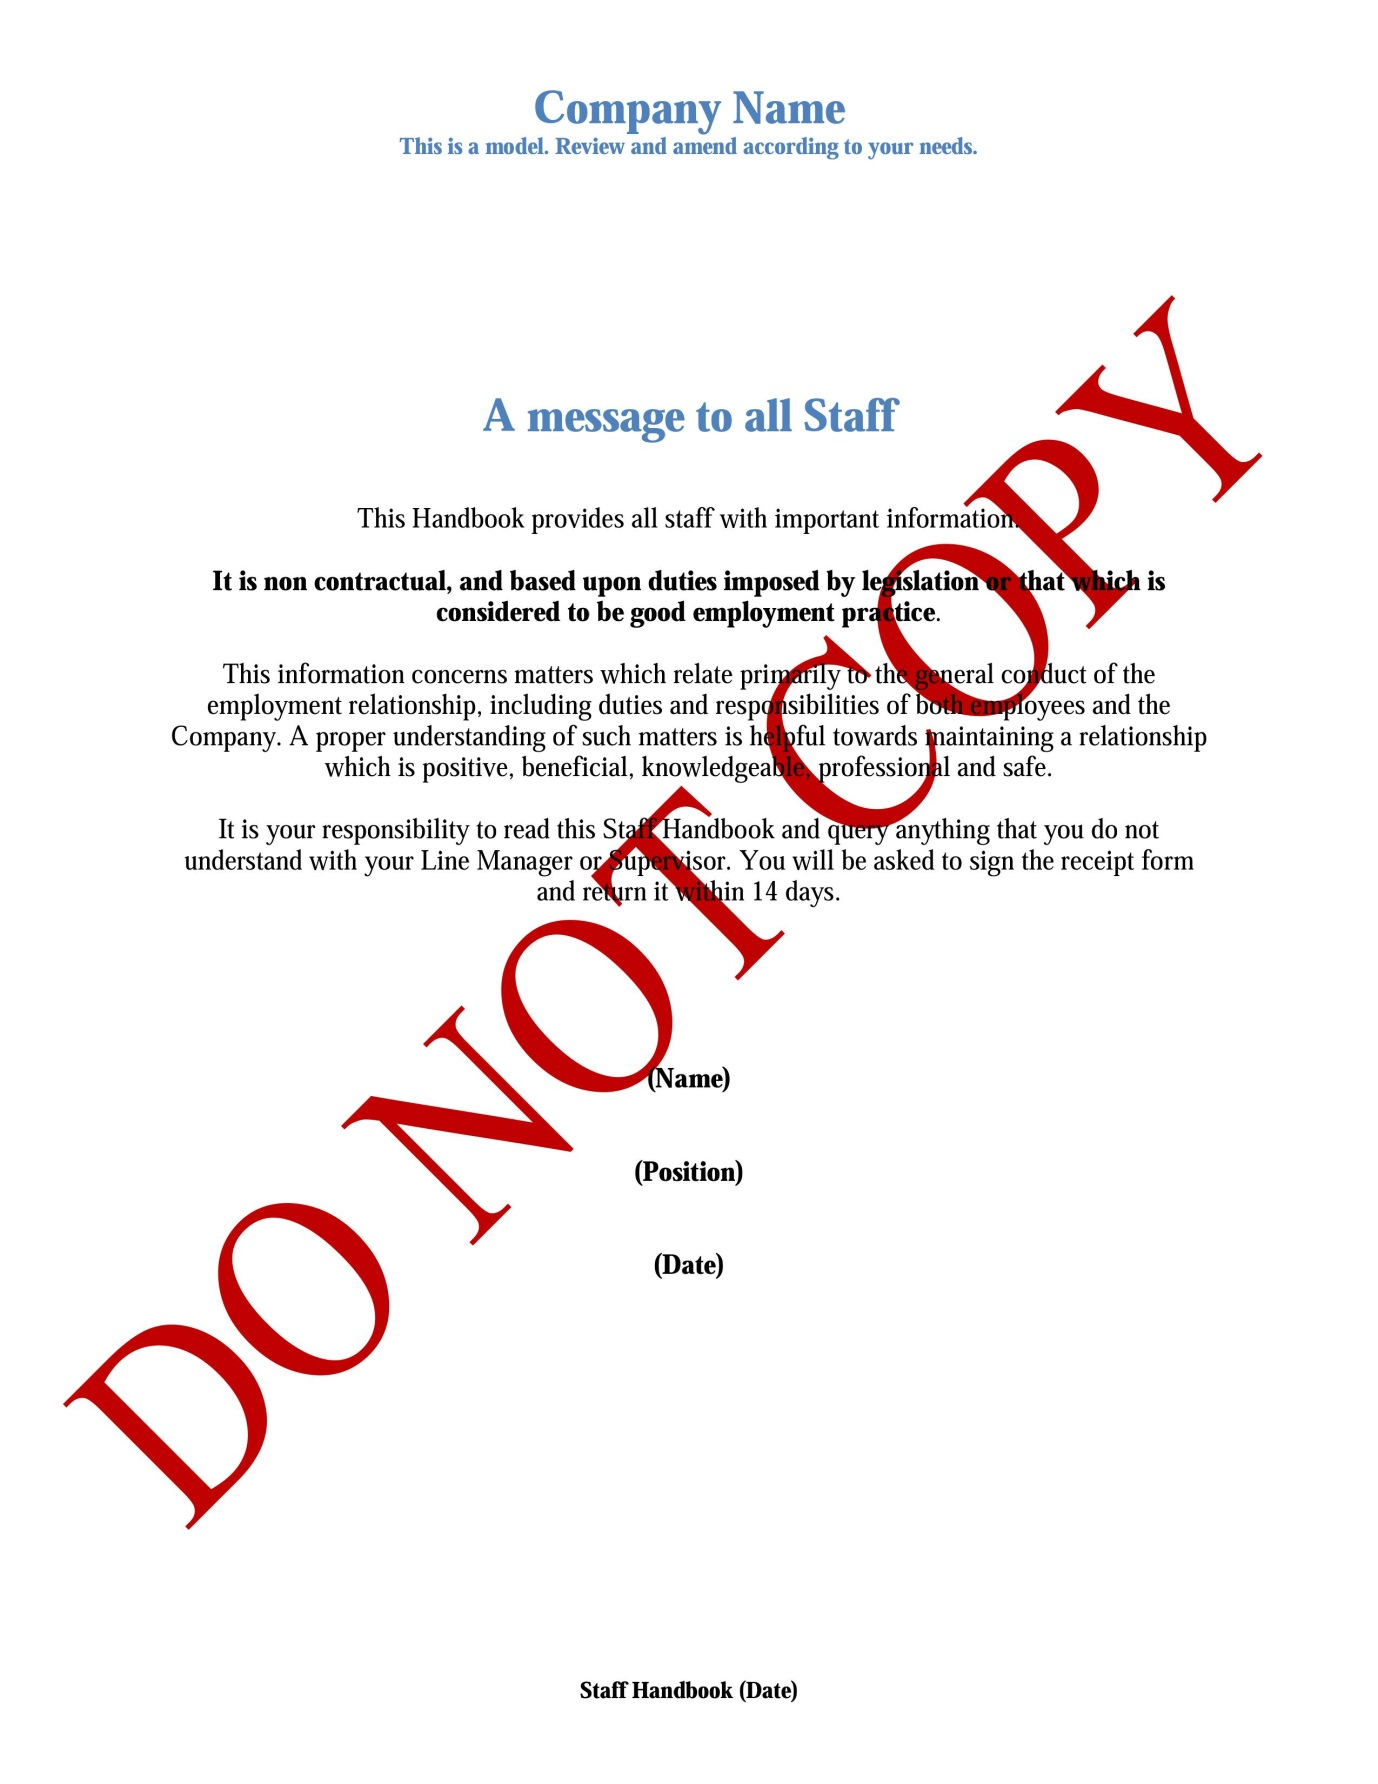 Company Name
This is a model. Review and amend according to your needs.
A message to all Staff
This Handbook provides all staff with important information.
It is non contractual, and based upon duties imposed by legislation or that which is
considered to be good employment practice.
This information concerns matters which relate primarily to the general conduct of the
employment relationship, including duties and responsibilities of both employees and the
Company. A proper understanding of such matters is helpful towards maintaining a relationship
which is positive, beneficial, knowledgeable, professional and safe.
It is your responsibility to read this Staff Handbook and query anything that you do not
understand with your Line Manager or Supervisor. You will be asked to sign the receipt form
and return it within 14 days.
(Name)
(Position)
(Date)
DO NOT COPY
Staff Handbook (Date)